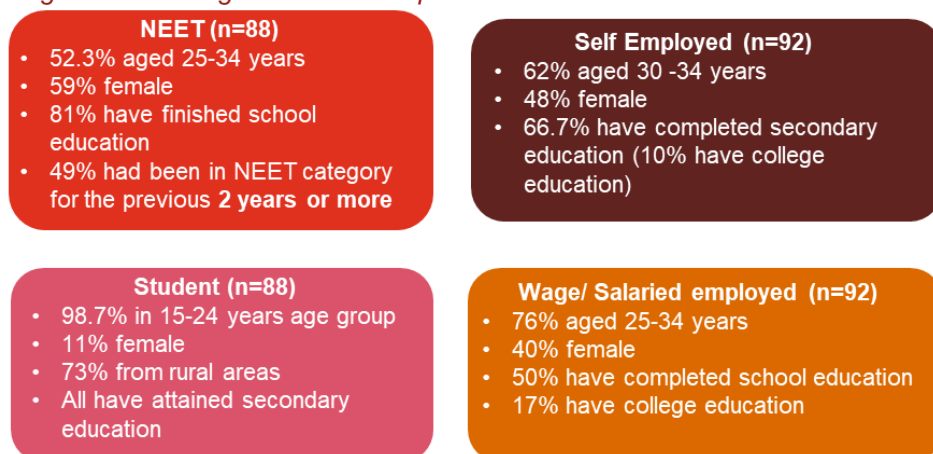 NEET (n=88)
• 52.3% aged 25-34 years
• 59% female
• 81% have finished school
education
• 49% had been in NEET category
for the previous 2 years or more
Self Employed (n=92)
• 62% aged 30 -34 years
• 48% female
• 66.7% have completed secondary
education (10% have college
education)
Student (n=88)
• 98.7% in 15-24 years age group
• 11% female
• 73% from rural areas
• All have attained secondary
education
Wage/ Salaried employed (n=92)
• 76% aged 25-34 years
• 40% female
• 50% have completed school education
• 17% have college education